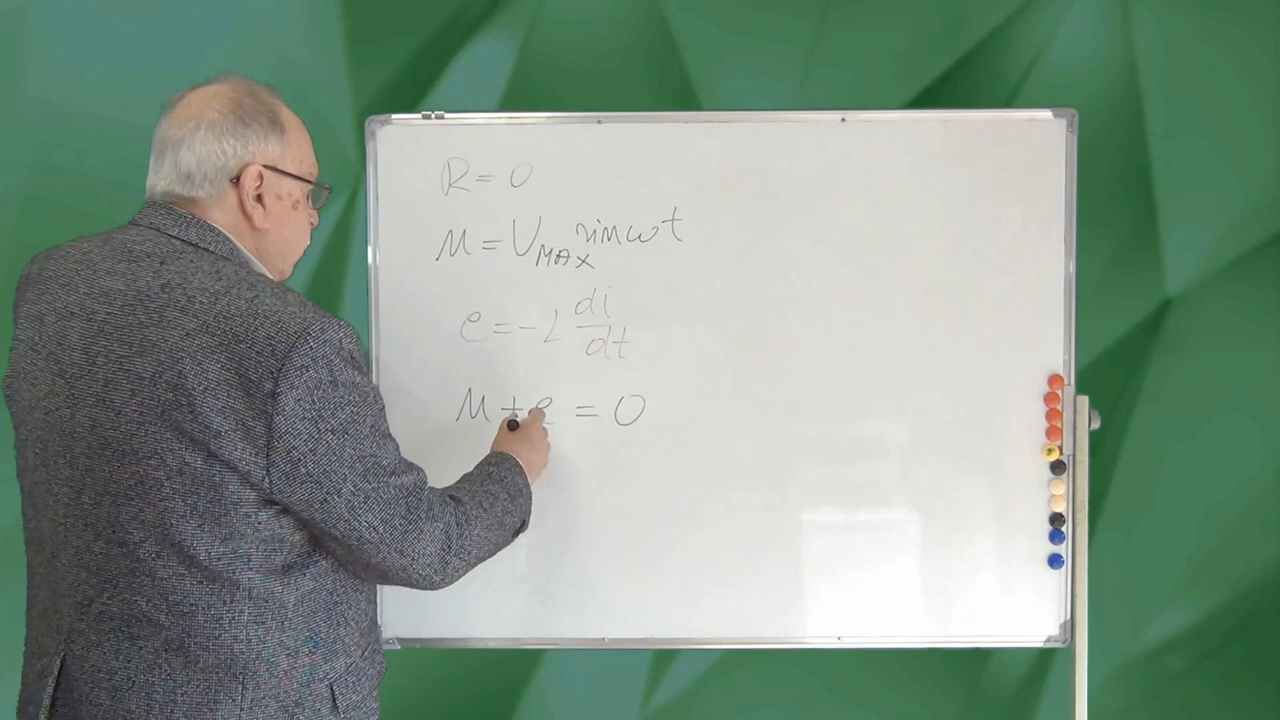 R = 0
u = U_MAX sin ωt
e = -L di/dt
u + e = 0